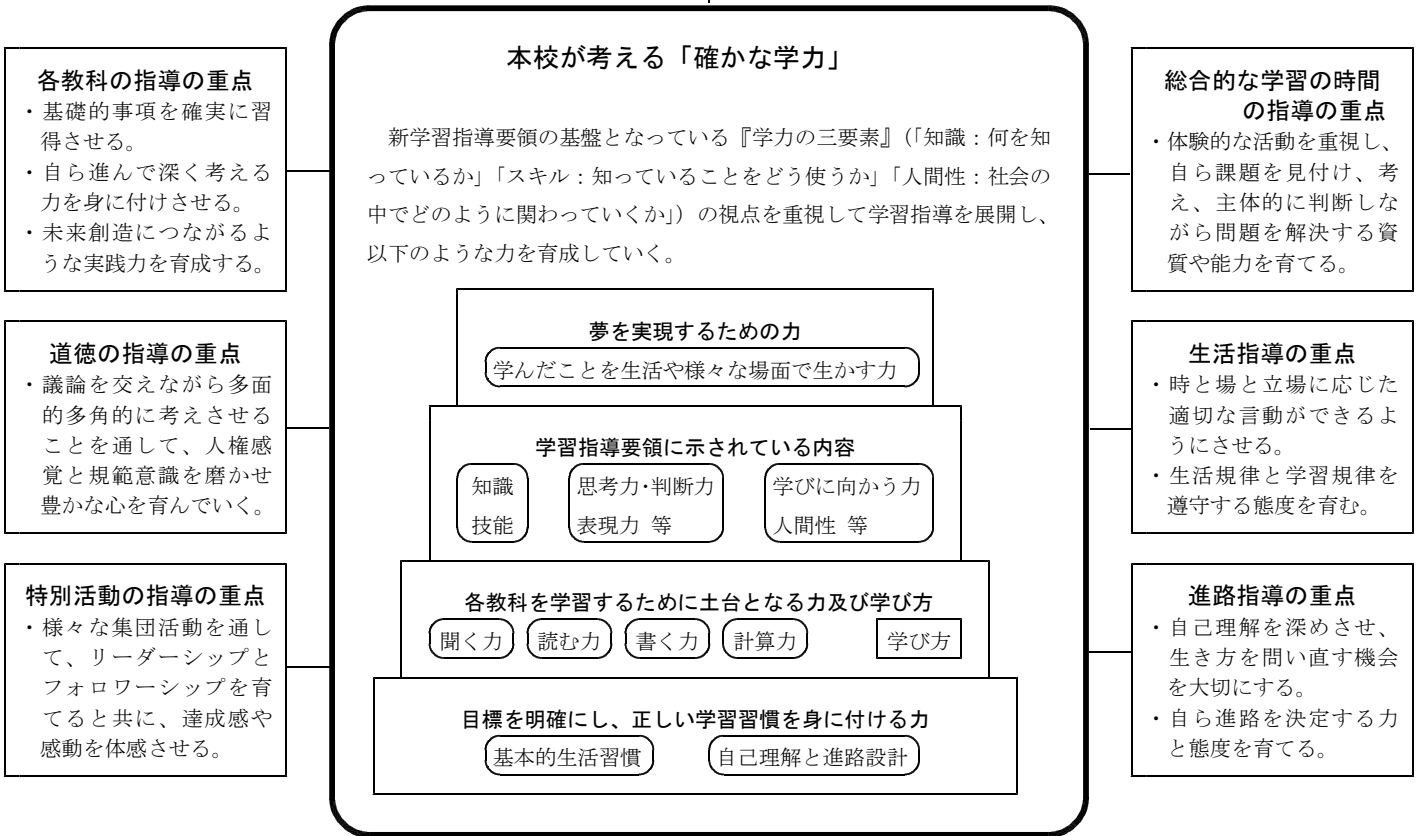 本校が考える「確かな学力」
新学習指導要領の基盤となっている『学力の三要素』（「知識：何を知
っているか」「スキル：知っていることをどう使うか」「人間性：社会の
中でどのように関わっていくか」）の視点を重視して学習指導を展開し、
以下のような力を育成していく。
夢を実現するための力
学んだことを生活や様々な場面で生かす力
学習指導要領に示されている内容
知識
技能
思考力・判断力
表現力 等
学びに向かう力
人間性 等
各教科を学習するために土台となる力及び学び方
聞く力 読む力 書く力 計算力 学び方
目標を明確にし、正しい学習習慣を身に付ける力
基本的生活習慣 自己理解と進路設計
各教科の指導の重点
・基礎的事項を確実に習
得させる。
・自ら進んで深く考える
力を身に付けさせる。
・未来創造につながるよ
うな実践力を育成する。
道徳の指導の重点
・議論を交えながら多面
的多角的に考えさせる
ことを通して、人権感
覚と規範意識を磨かせ
豊かな心を育んでいく。
特別活動の指導の重点
・様々な集団活動を通し
て、リーダーシップと
フォロワーシップを育
てると共に、達成感や
感動を体感させる。
総合的な学習の時間
の指導の重点
・体験的な活動を重視し、
自ら課題を見付け、考
え、主体的に判断しな
がら問題を解決する資
質や能力を育てる。
生活指導の重点
・時と場と立場に応じた
適切な言動ができるよ
うにさせる。
・生活規律と学習規律を
遵守する態度を育む。
進路指導の重点
・自己理解を深めさせ、
生き方を問い直す機会
を大切にする。
・自ら進路を決定する力
と態度を育てる。